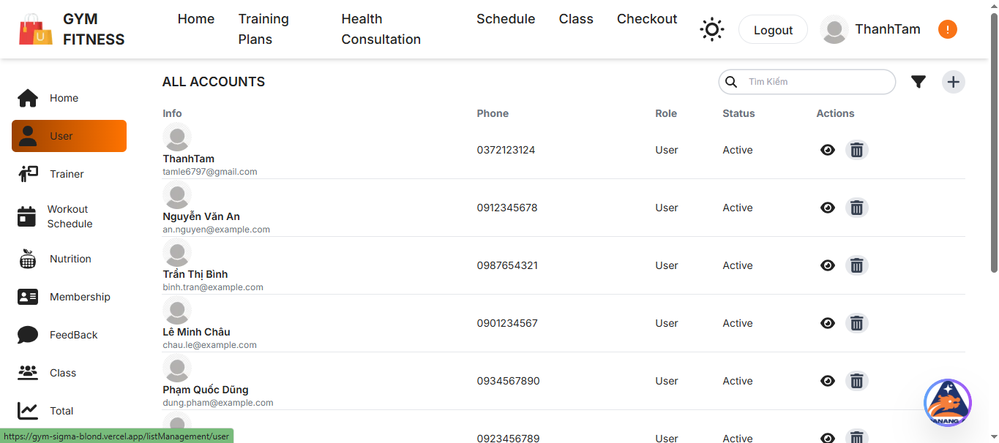 GYM
FITNESS
Home
Training
Plans
Health
Consultation
Schedule
Class
Checkout
Logout
ThanhTam
!
Home
User
Trainer
Workout
Schedule
Nutrition
Membership
FeedBack
Class
Total
ALL ACCOUNTS
Tìm Kiếm
Info Phone Role Status Actions
ThanhTam
tamle6797@gmail.com
0372123124 User Active
Nguyễn Văn An
an.nguyen@example.com
0912345678 User Active
Trần Thị Bình
binh.tran@example.com
0987654321 User Active
Lê Minh Châu
chau.le@example.com
0901234567 User Active
Phạm Quốc Dũng
dung.pham@example.com
0934567890 User Active
0923456789 User Active
U
ANANG
https://gym-sigma-blond.vercel.app/listManagement/user